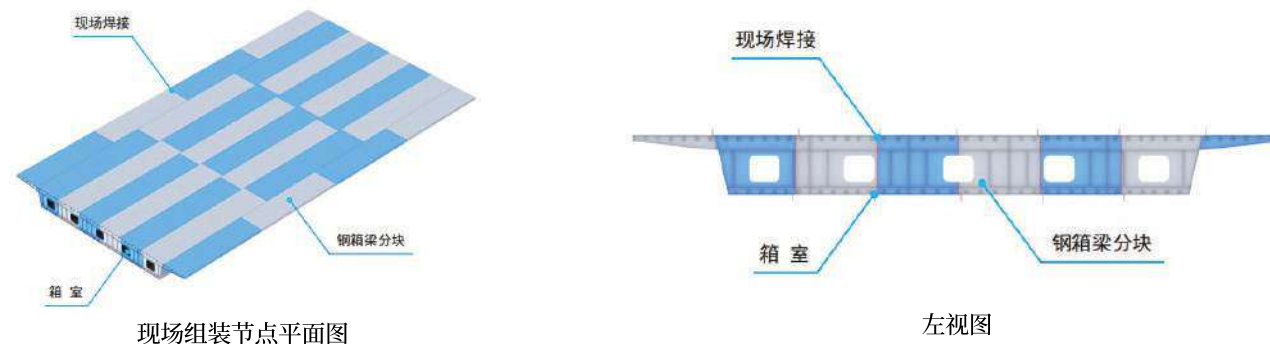 现场焊接
钢箱梁分块
箱 室
现场组装节点平面图
现场焊接
箱 室
钢箱梁分块
左视图